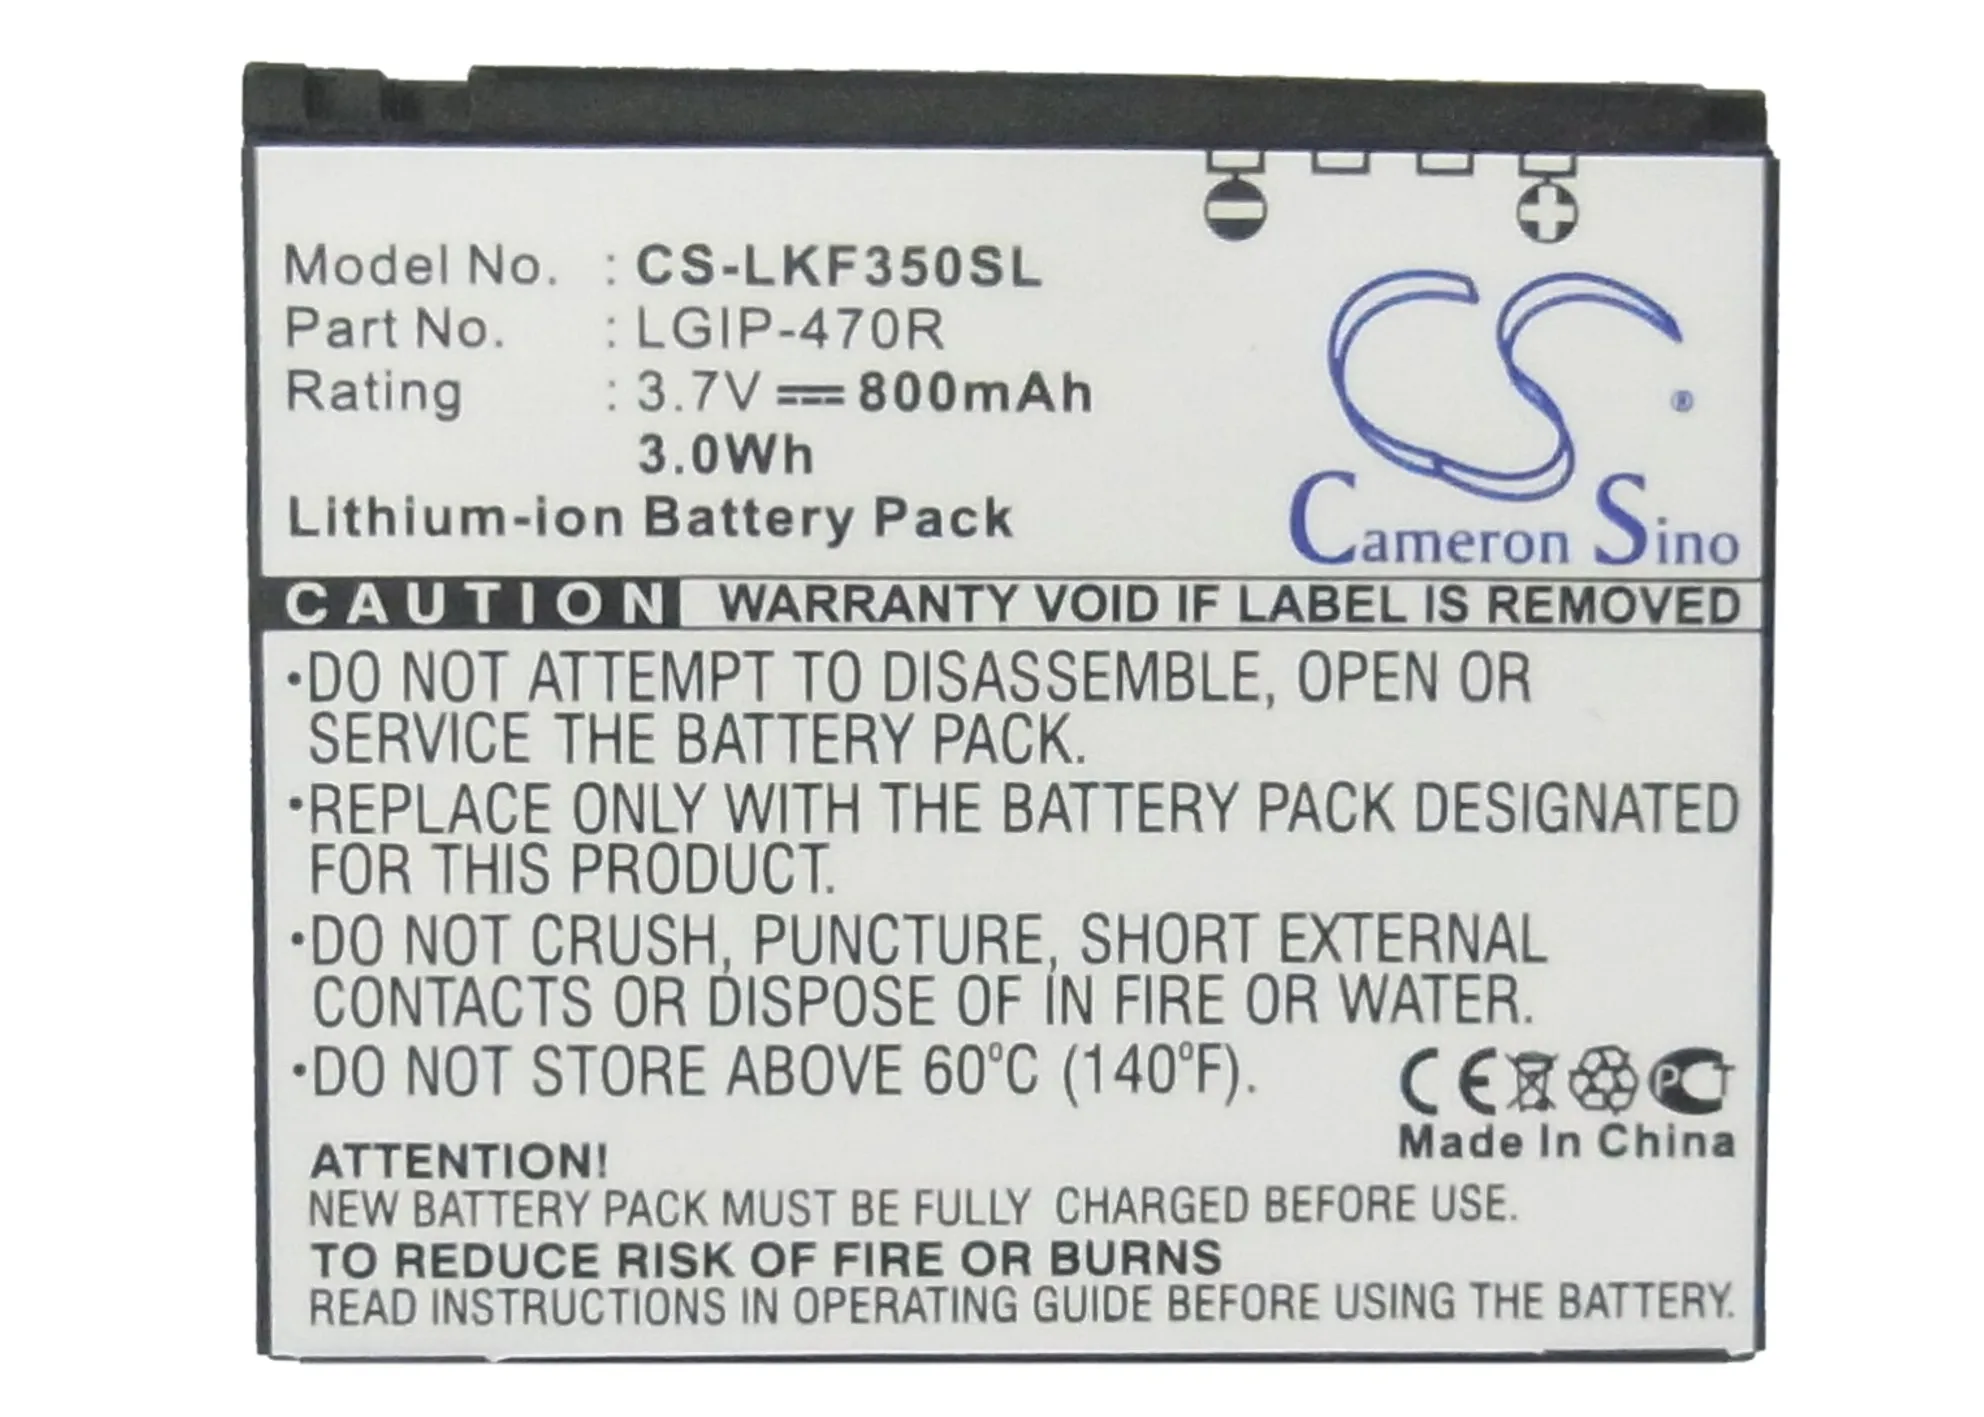 Model No. : CS-LKF350SL
Part No. : LGIP-470R
Rating : 3.7V 800mAh
3.0Wh
Lithium-ion Battery Pack
CS ®
Cameron Sino
CAUTION WARRANTY VOID IF LABEL IS REMOVED
•DO NOT ATTEMPT TO DISASSEMBLE, OPEN OR
SERVICE THE BATTERY PACK.
•REPLACE ONLY WITH THE BATTERY PACK DESIGNATED
FOR THIS PRODUCT.
•DO NOT CRUSH, PUNCTURE, SHORT EXTERNAL
CONTACTS OR DISPOSE OF IN FIRE OR WATER.
•DO NOT STORE ABOVE 60°C (140°F).
CE PCT
Made In China
ATTENTION!
NEW BATTERY PACK MUST BE FULLY CHARGED BEFORE USE.
TO REDUCE RISK OF FIRE OR BURNS
READ INSTRUCTIONS IN OPERATING GUIDE BEFORE USING THE BATTERY.